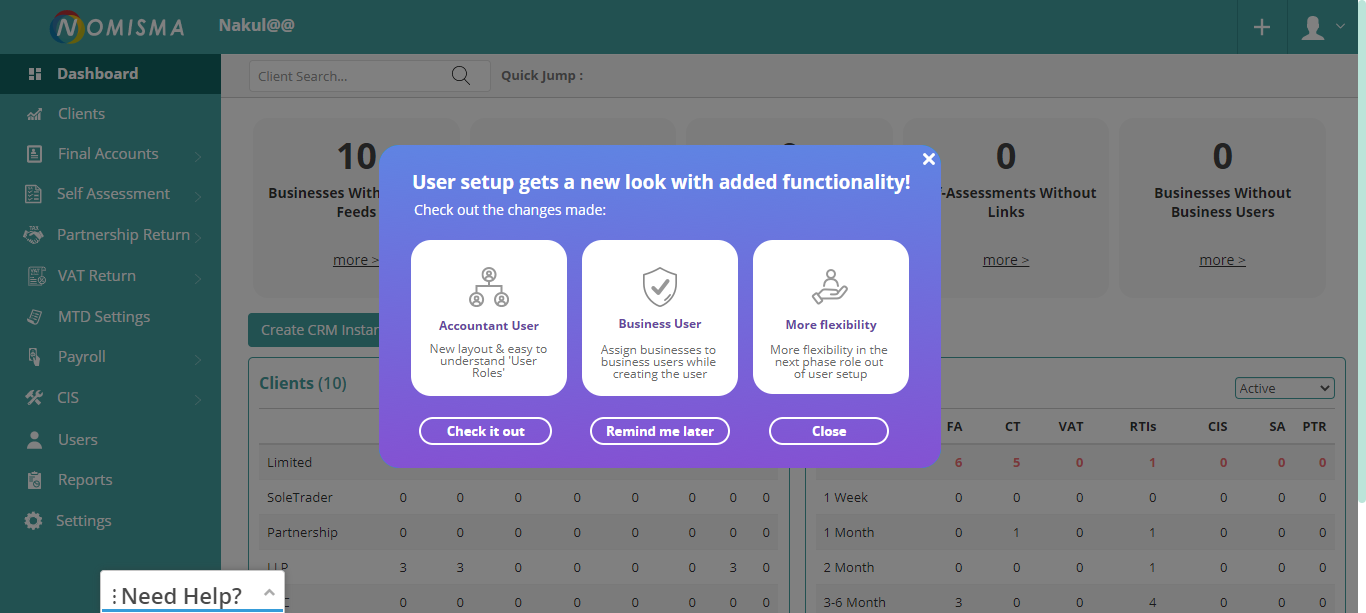 NOMISMA
Nakul@@
Dashboard
Clients
Final Accounts
Self Assessment
Partnership Return
VAT Return
MTD Settings
Payroll
CIS
Users
Reports
Settings
Need Help?
Client Search...
Quick Jump :
10
Businesses With
Feeds
more >
0
-Assessments Without
Links
more >
0
Businesses Without
Business Users
more >
User setup gets a new look with added functionality!
Check out the changes made:
Accountant User
New layout & easy to
understand 'User
Roles'
Business User
Assign businesses to
business users while
creating the user
More flexibility
More flexibility in the
next phase role out
of user setup
Check it out
Remind me later
Close
Create CRM Instan
Clients (10)
Limited
SoleTrader 0 0 0 0 0 0 0 0
Partnership 0 0 0 0 0 0 0 0
LLP 3 3 0 0 0 0 3 0
C 0 0 0 0 0 0 0 0
Active
FA CT VAT RTIs CIS SA PTR
6 5 0 1 0 0 0
1 Week 0 0 0 0 0 0 0
1 Month 0 1 0 1 0 0 0
2 Month 0 0 0 1 0 0 0
3-6 Month 3 0 0 4 0 0 0